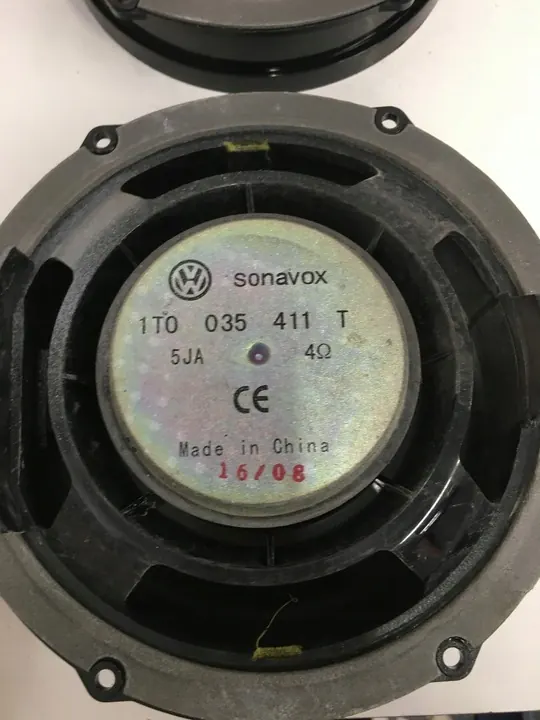 sonavox
1T0 035 411 T
5JA 4Ω
CE
Made in China
16/08